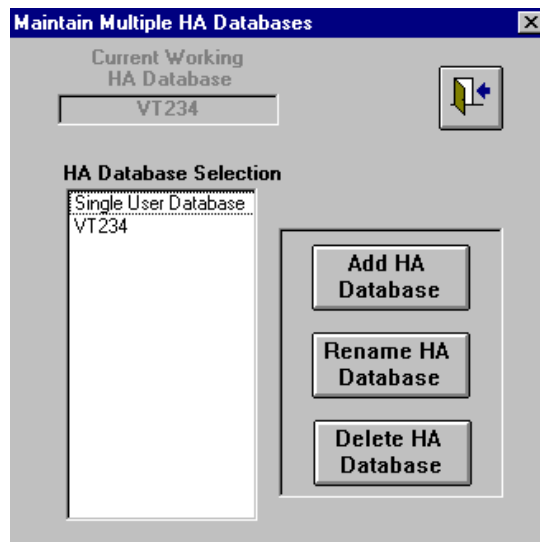 Maintain Multiple HA Databases
Current Working
HA Database
VT234
HA Database Selection
Single User Database
VT234
Add HA
Database
Rename HA
Database
Delete HA
Database